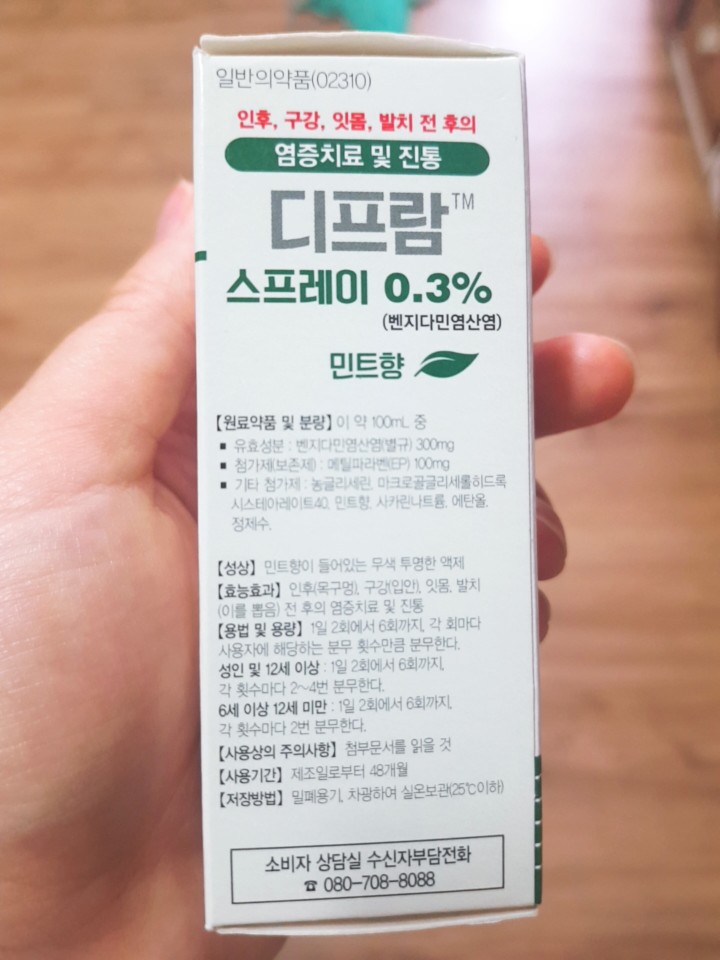 일반의약품(02310)
인후, 구강, 잇몸, 발치 전 후의
염증치료 및 진통
디프람™
스프레이 0.3%
(벤지다민염산염)
민트향
【원료약품 및 분량】 이 약 100mL 중
■ 유효성분 : 벤지다민염산염(별규) 300mg
■ 첨가제(보존제) : 메틸파라벤(EP) 100mg
■ 기타 첨가제 : 농글리세린, 마크로골글리세롤히드록
시스테아레이트40, 민트향, 사카린나트륨, 에탄올,
정제수.
【성상】 민트향이 들어있는 무색 투명한 액제
【효능효과】 인후(목구멍), 구강(입안), 잇몸, 발치
(이를 뽑음) 전 후의 염증치료 및 진통
【용법 및 용량】 1일 2회에서 6회까지, 각 회마다
사용자에 해당하는 분무 횟수만큼 분무한다.
성인 및 12세 이상 : 1일 2회에서 6회까지,
각 횟수마다 2~4번 분무한다.
6세 이상 12세 미만 : 1일 2회에서 6회까지,
각 횟수마다 2번 분무한다.
【사용상의 주의사항】 첨부문서를 읽을 것
【사용기간】 제조일로부터 48개월
【저장방법】 밀폐용기, 차광하여 실온보관(25℃이하)
소비자 상담실 수신자부담전화
☎ 080-708-8088